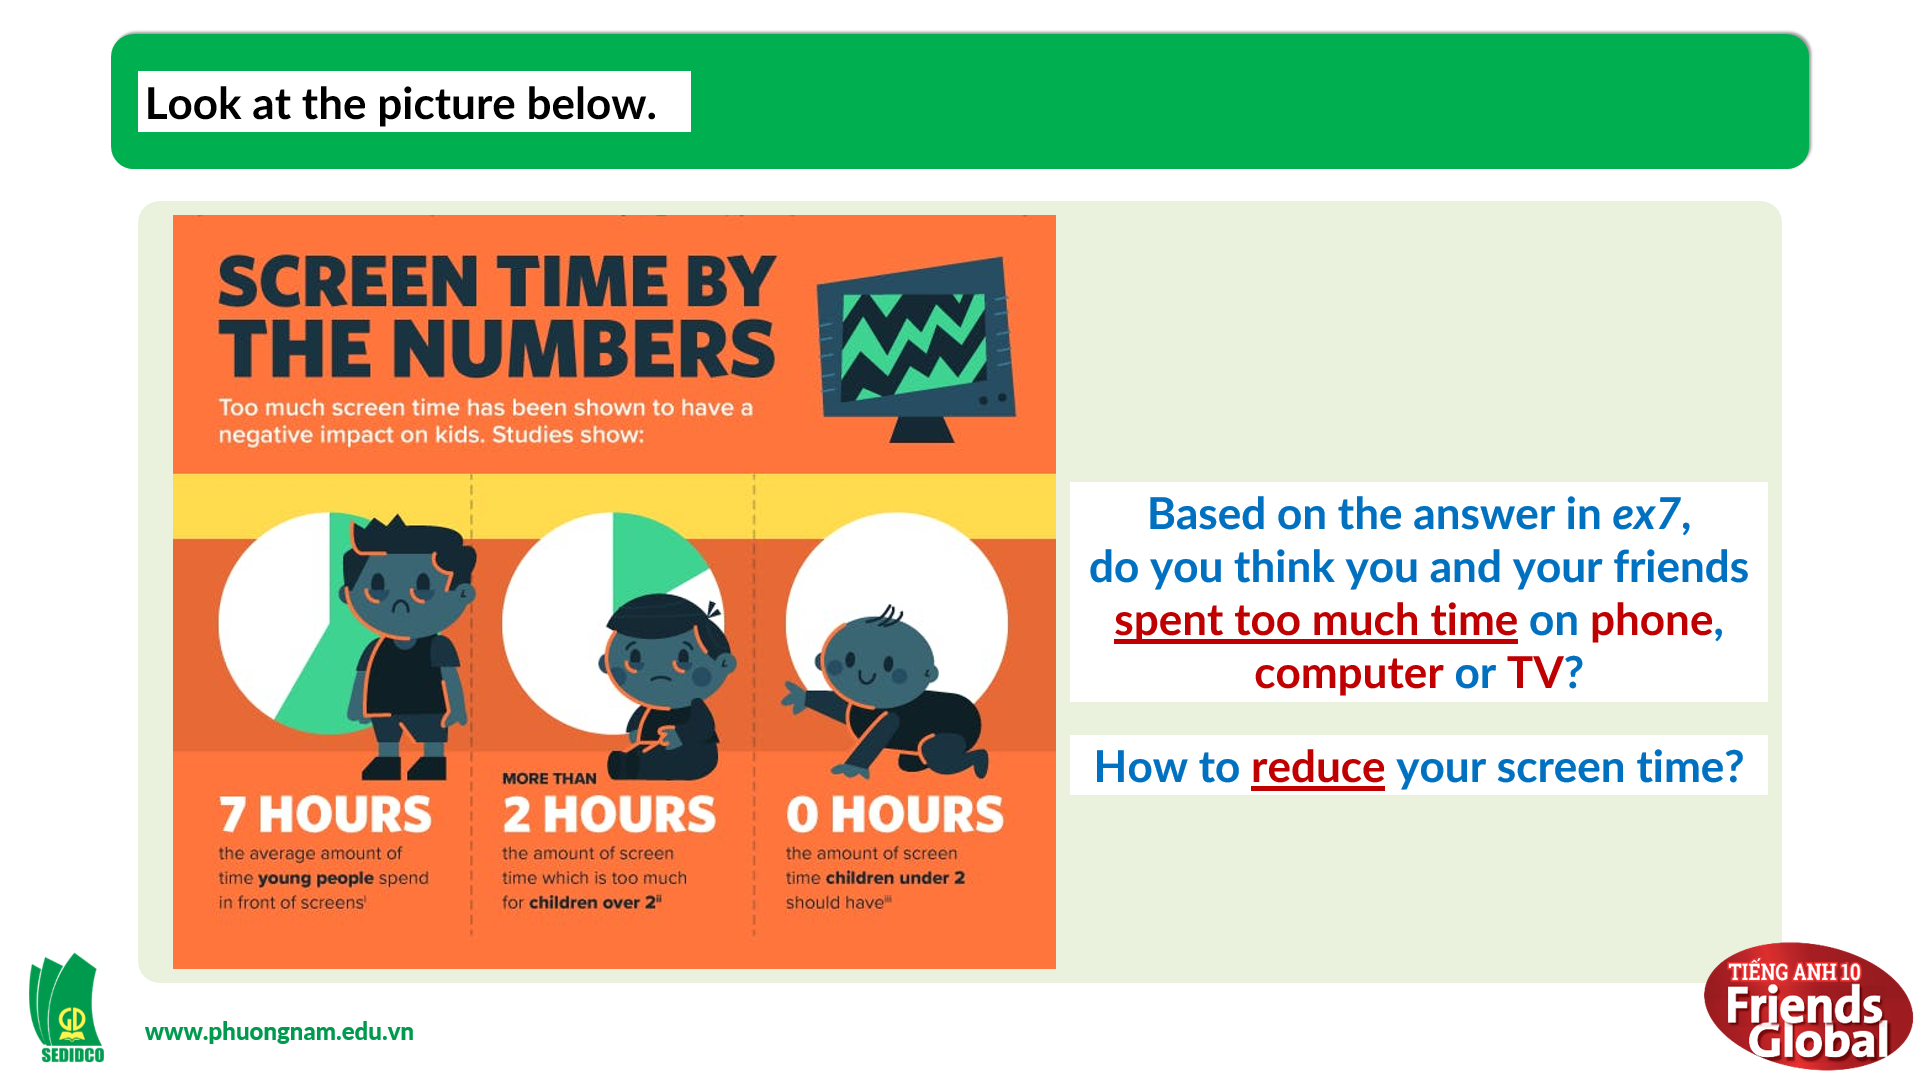 Look at the picture below.
SCREEN TIME BY
THE NUMBERS
Too much screen time has been shown to have a
negative impact on kids. Studies show:
MORE THAN
7 HOURS
the average amount of
time young people spend
in front of screensⁱ
2 HOURS
the amount of screen
time which is too much
for children over 2ⁱⁱ
0 HOURS
the amount of screen
time children under 2
should haveⁱⁱⁱ
Based on the answer in ex7,
do you think you and your friends
spent too much time on phone,
computer or TV?
How to reduce your screen time?
GD
SEDIDCO
www.phuongnam.edu.vn
TIẾNG ANH 10
Friends
Global